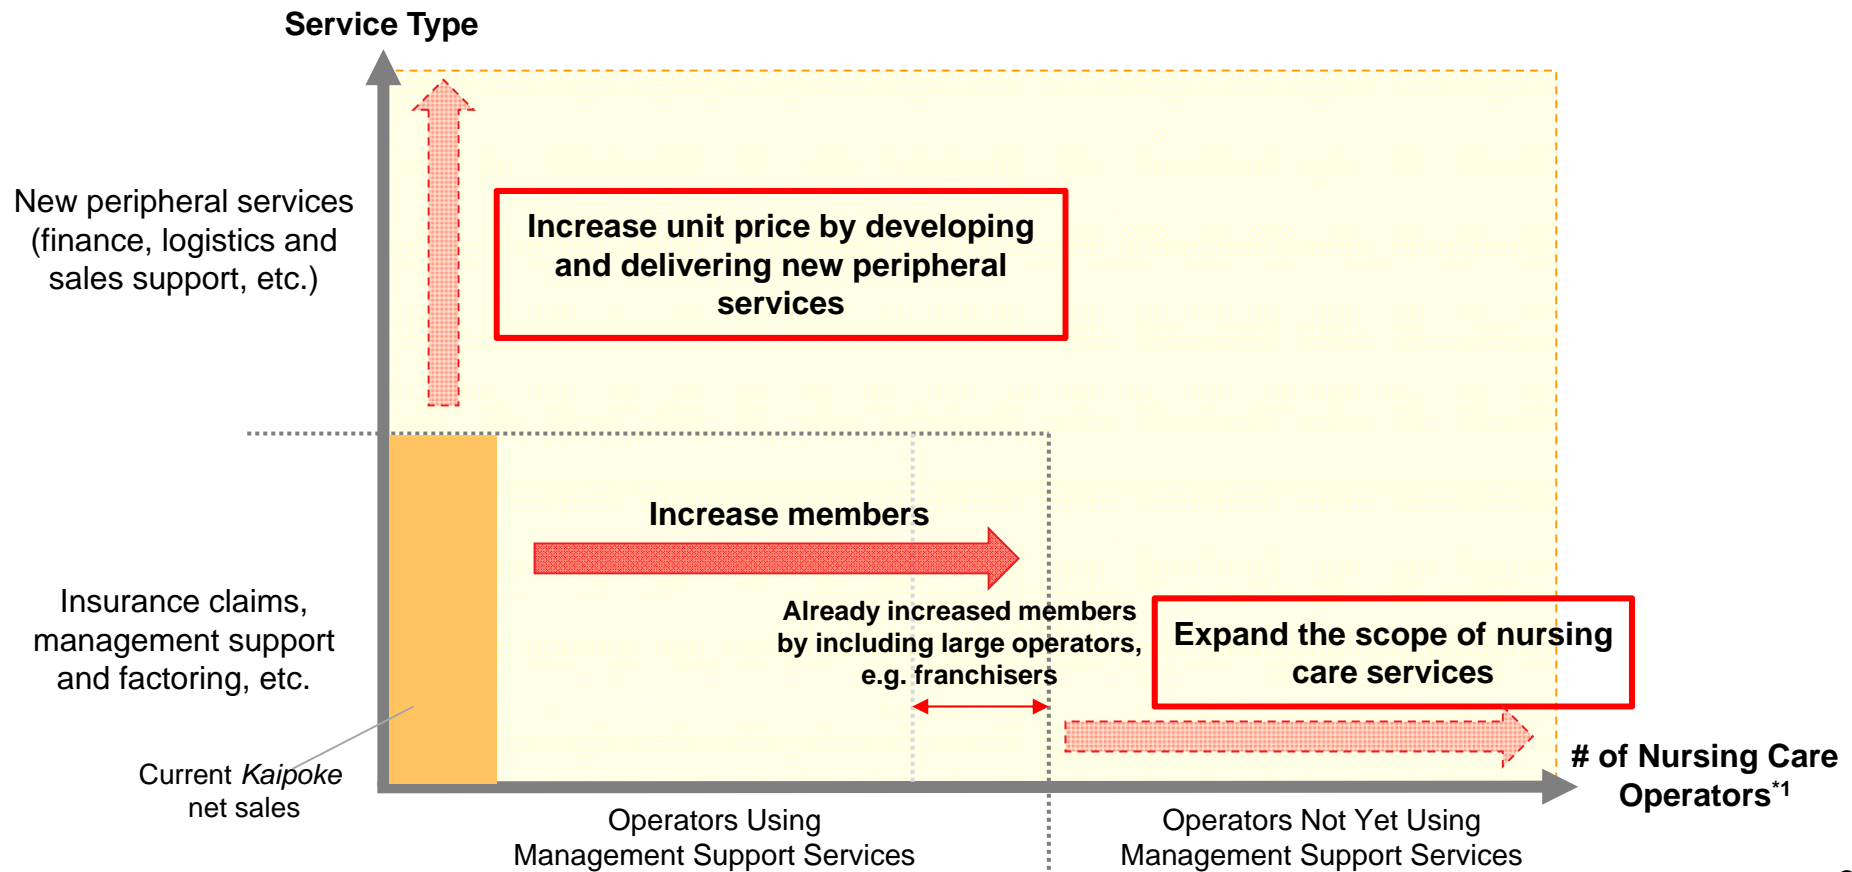 Service Type
New peripheral services
(finance, logistics and
sales support, etc.)
Increase unit price by developing
and delivering new peripheral
services
Increase members
Insurance claims,
management support
and factoring, etc.
Already increased members
by including large operators,
e.g. franchisers
Expand the scope of nursing
care services
Current Kaipoke
net sales
# of Nursing Care
Operators*1
Operators Using
Management Support Services
Operators Not Yet Using
Management Support Services